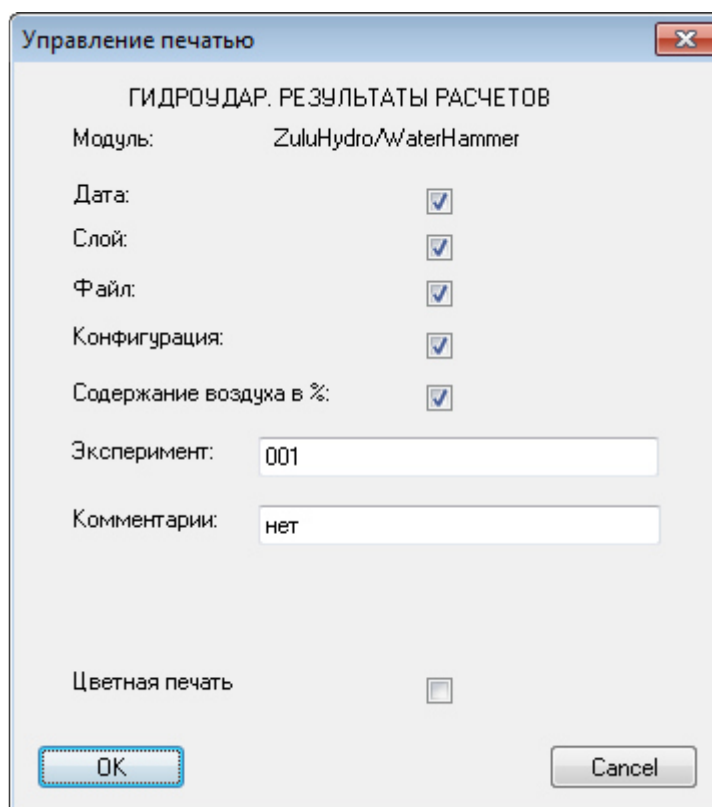 Управление печатью
ГИДРОУДАР. РЕЗУЛЬТАТЫ РАСЧЕТОВ
Модуль: ZuluHydro/WaterHammer
Дата:
Слой:
Файл:
Конфигурация:
Содержание воздуха в %:
Эксперимент: 001
Комментарии: нет
Цветная печать
OK Cancel